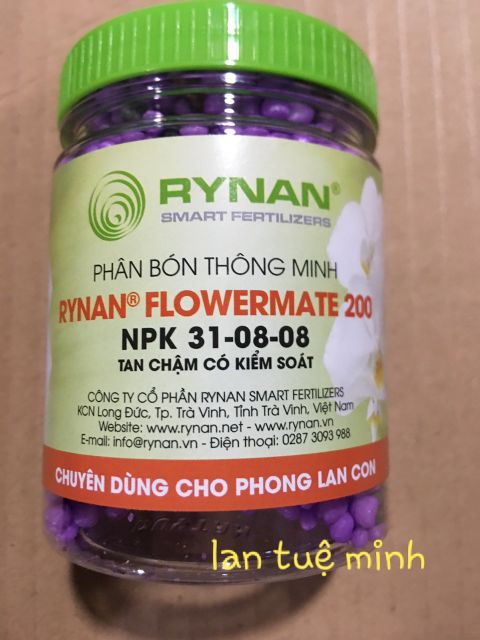 RYNAN®
SMART FERTILIZERS
PHÂN BÓN THÔNG MINH
RYNAN® FLOWERMATE 200
NPK 31-08-08
TAN CHẬM CÓ KIỂM SOÁT
CÔNG TY CỔ PHẦN RYNAN SMART FERTILIZERS
KCN Long Đức, Tp. Trà Vinh, Tỉnh Trà Vinh, Việt Nam
Website: www.rynan.net - www.rynan.vn
E-mail: info@rynan.vn - Điện thoại: 0287 3093 988
CHUYÊN DÙNG CHO PHONG LAN CON
lan tuệ minh